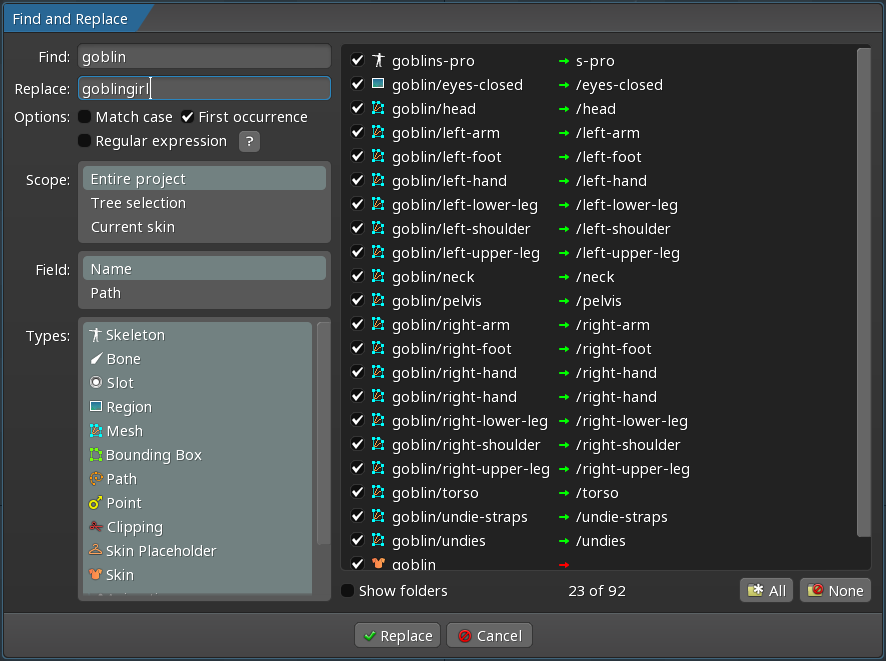 Find and Replace
Find: goblin
Replace: goblingirl
Options: Match case First occurrence
Regular expression ?
Scope: Entire project
Tree selection
Current skin
Field: Name
Path
Types: Skeleton
Bone
Slot
Region
Mesh
Bounding Box
Path
Point
Clipping
Skin Placeholder
Skin
goblins-pro → s-pro
goblin/eyes-closed → /eyes-closed
goblin/head → /head
goblin/left-arm → /left-arm
goblin/left-foot → /left-foot
goblin/left-hand → /left-hand
goblin/left-lower-leg → /left-lower-leg
goblin/left-shoulder → /left-shoulder
goblin/left-upper-leg → /left-upper-leg
goblin/neck → /neck
goblin/pelvis → /pelvis
goblin/right-arm → /right-arm
goblin/right-foot → /right-foot
goblin/right-hand → /right-hand
goblin/right-hand → /right-hand
goblin/right-lower-leg → /right-lower-leg
goblin/right-shoulder → /right-shoulder
goblin/right-upper-leg → /right-upper-leg
goblin/torso → /torso
goblin/undie-straps → /undie-straps
goblin/undies → /undies
goblin →
Show folders 23 of 92 All None
Replace Cancel